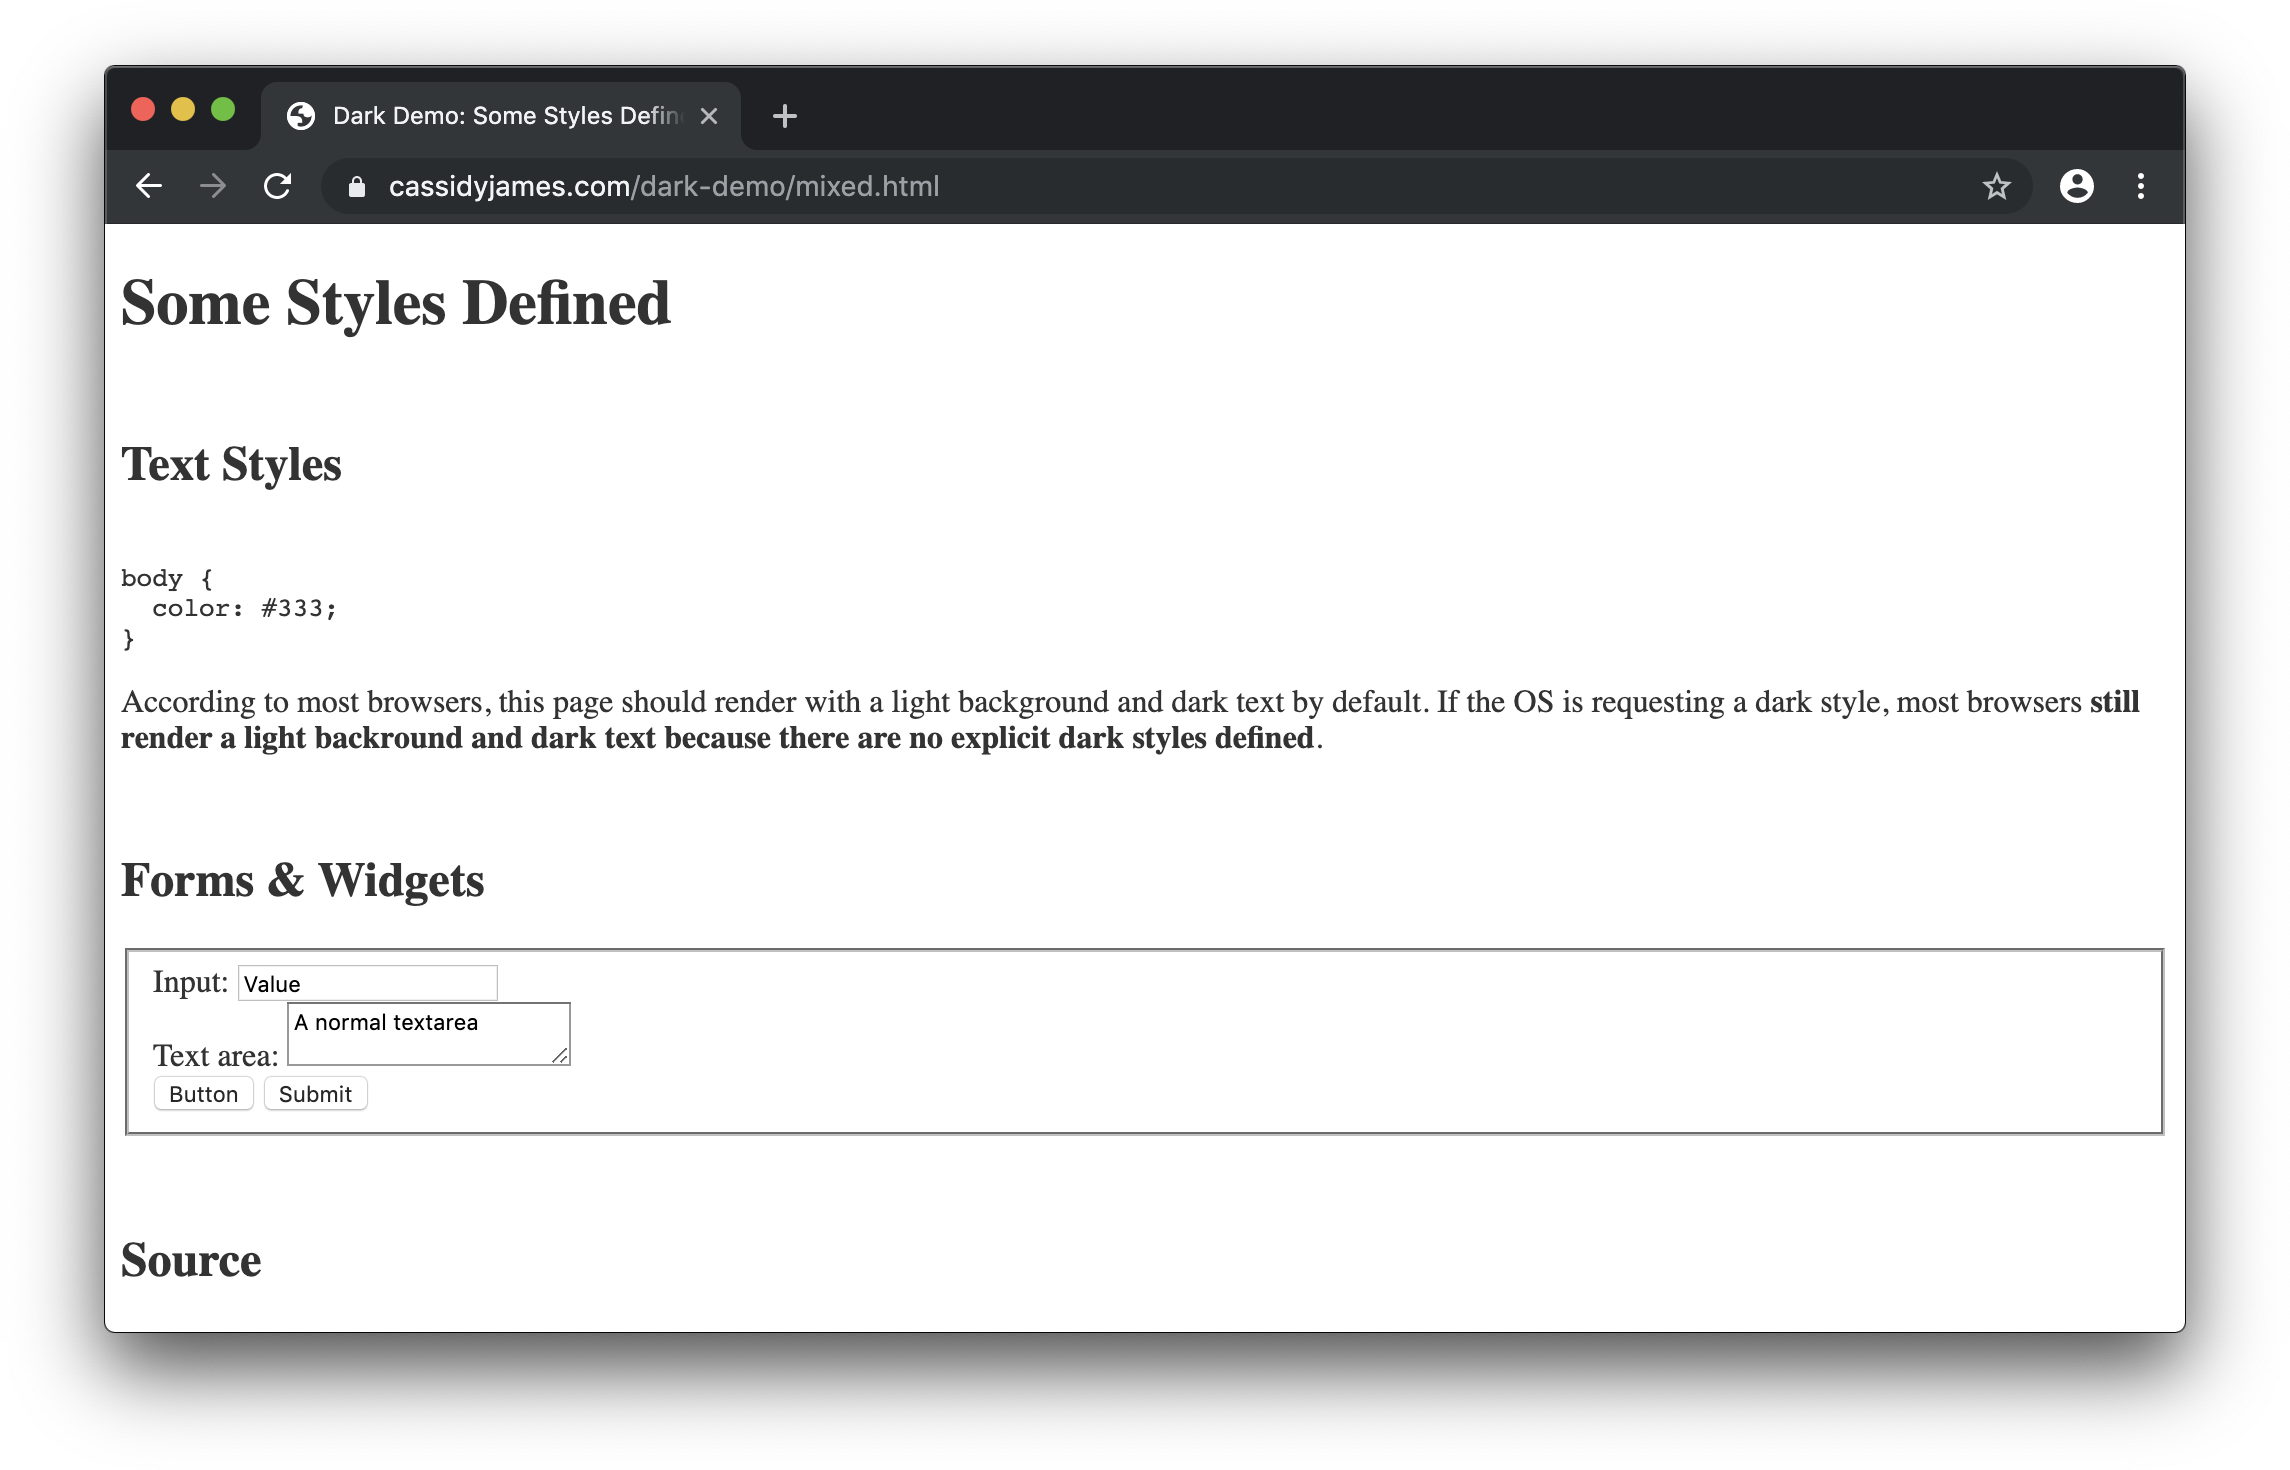 Dark Demo: Some Styles Defin
cassidyjames.com/dark-demo/mixed.html
Some Styles Defined
Text Styles
body {
  color: #333;
}
According to most browsers, this page should render with a light background and dark text by default. If the OS is requesting a dark style, most browsers still
render a light backround and dark text because there are no explicit dark styles defined.
Forms & Widgets
Input: Value
A normal textarea
Text area:
Button Submit
Source